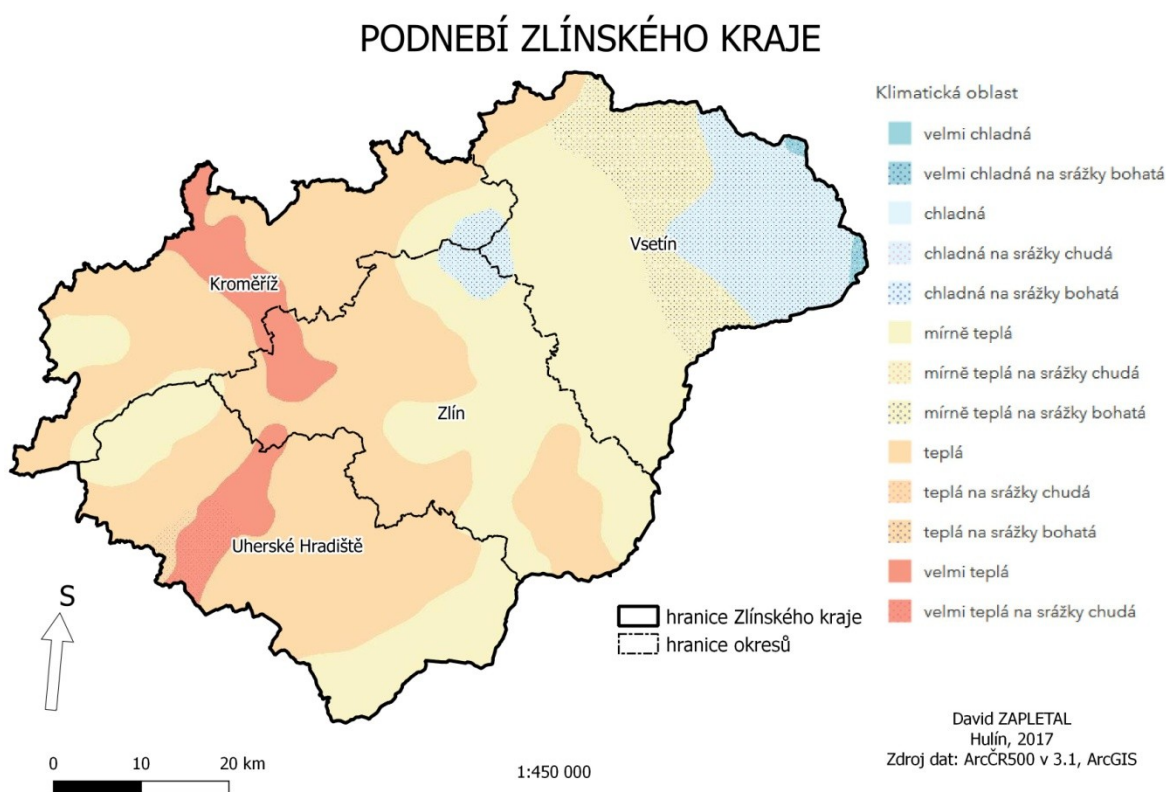 PODNEBÍ ZLÍNSKÉHO KRAJE
Klimatická oblast
velmi chladná
velmi chladná na srážky bohatá
chladná
chladná na srážky chudá
chladná na srážky bohatá
mírně teplá
mírně teplá na srážky chudá
mírně teplá na srážky bohatá
teplá
teplá na srážky chudá
teplá na srážky bohatá
velmi teplá
velmi teplá na srážky chudá
Vsetín
Kroměříž
Zlín
Uherské Hradiště
S
hranice Zlínského kraje
hranice okresů
0 10 20 km
1:450 000
David ZAPLETAL
Hulín, 2017
Zdroj dat: ArcČR500 v 3.1, ArcGIS